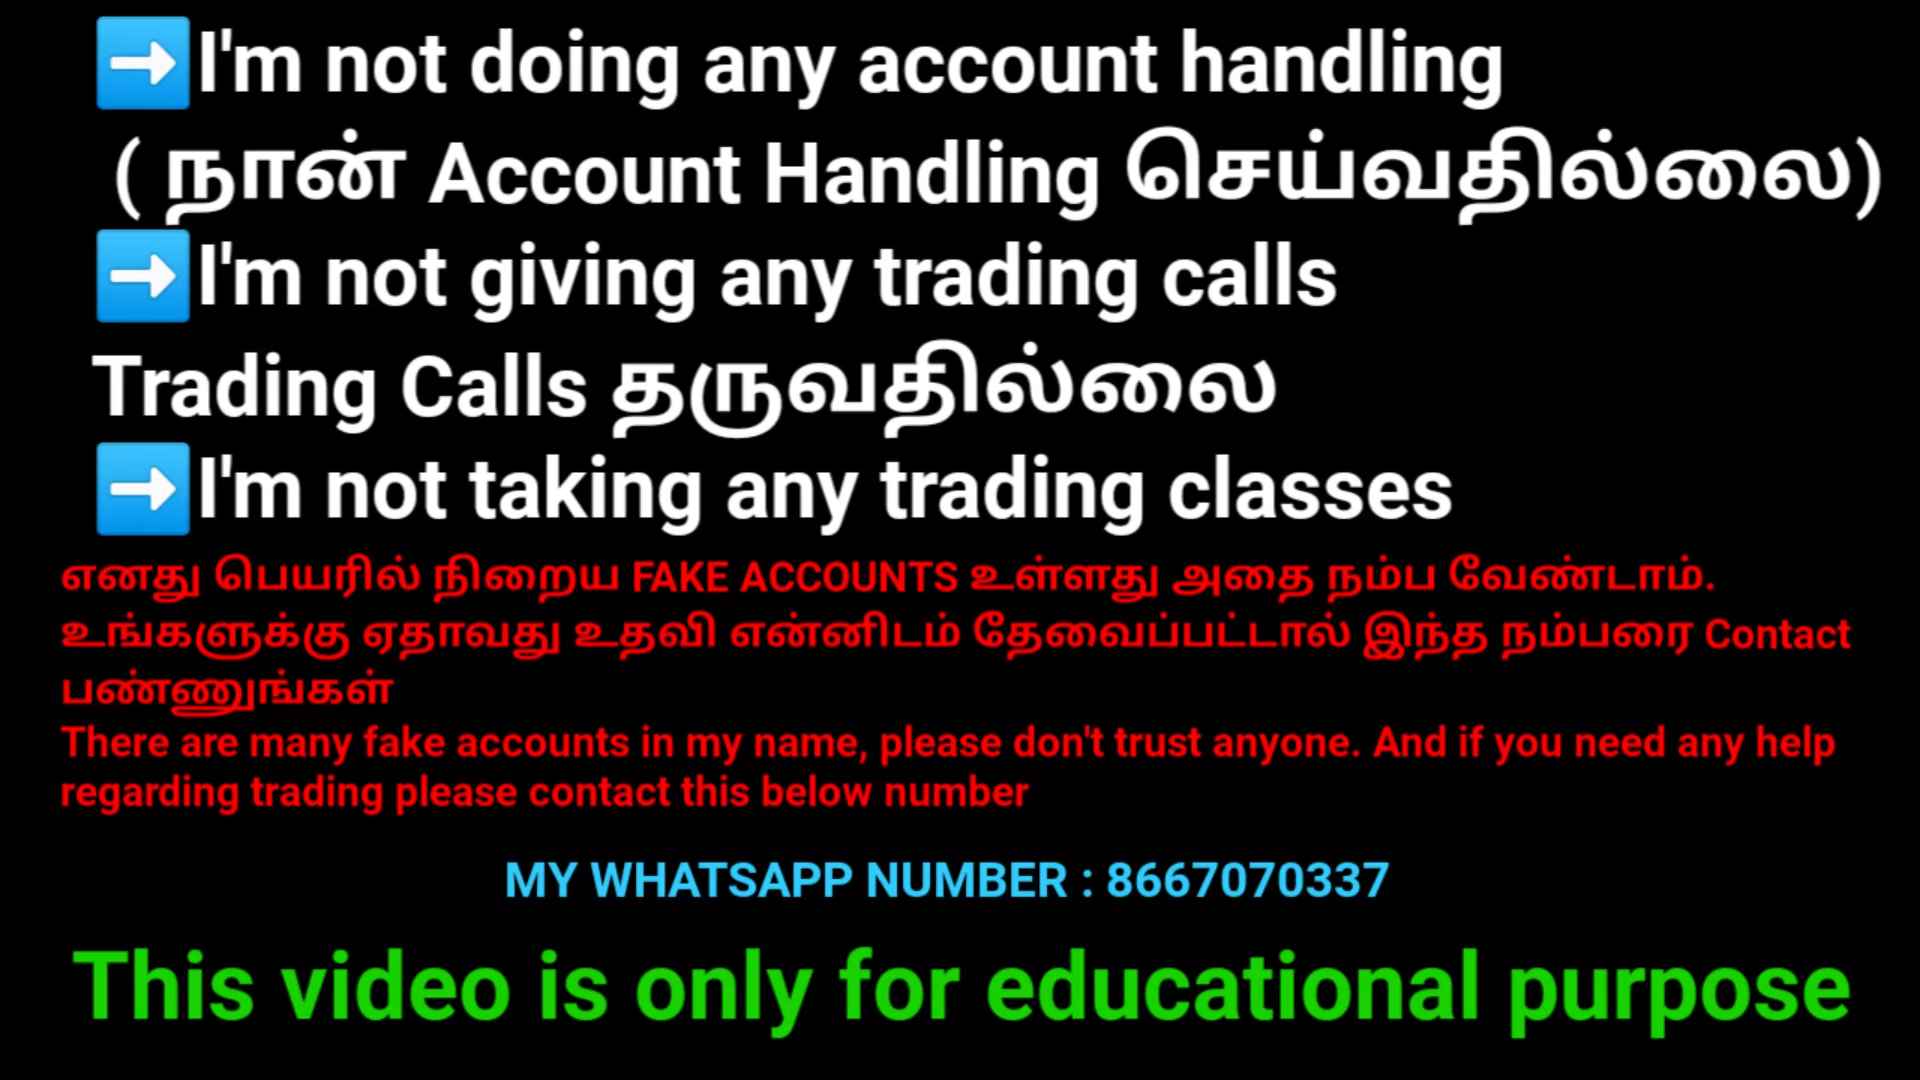 ➡️I'm not doing any account handling
( நான் Account Handling செய்வதில்லை)
➡️I'm not giving any trading calls
Trading Calls தருவதில்லை
➡️I'm not taking any trading classes
எனது பெயரில் நிறைய FAKE ACCOUNTS உள்ளது அதை நம்ப வேண்டாம்.
உங்களுக்கு ஏதாவது உதவி என்னிடம் தேவைப்பட்டால் இந்த நம்பரை Contact
பண்ணுங்கள்
There are many fake accounts in my name, please don't trust anyone. And if you need any help
regarding trading please contact this below number
MY WHATSAPP NUMBER : 8667070337
This video is only for educational purpose